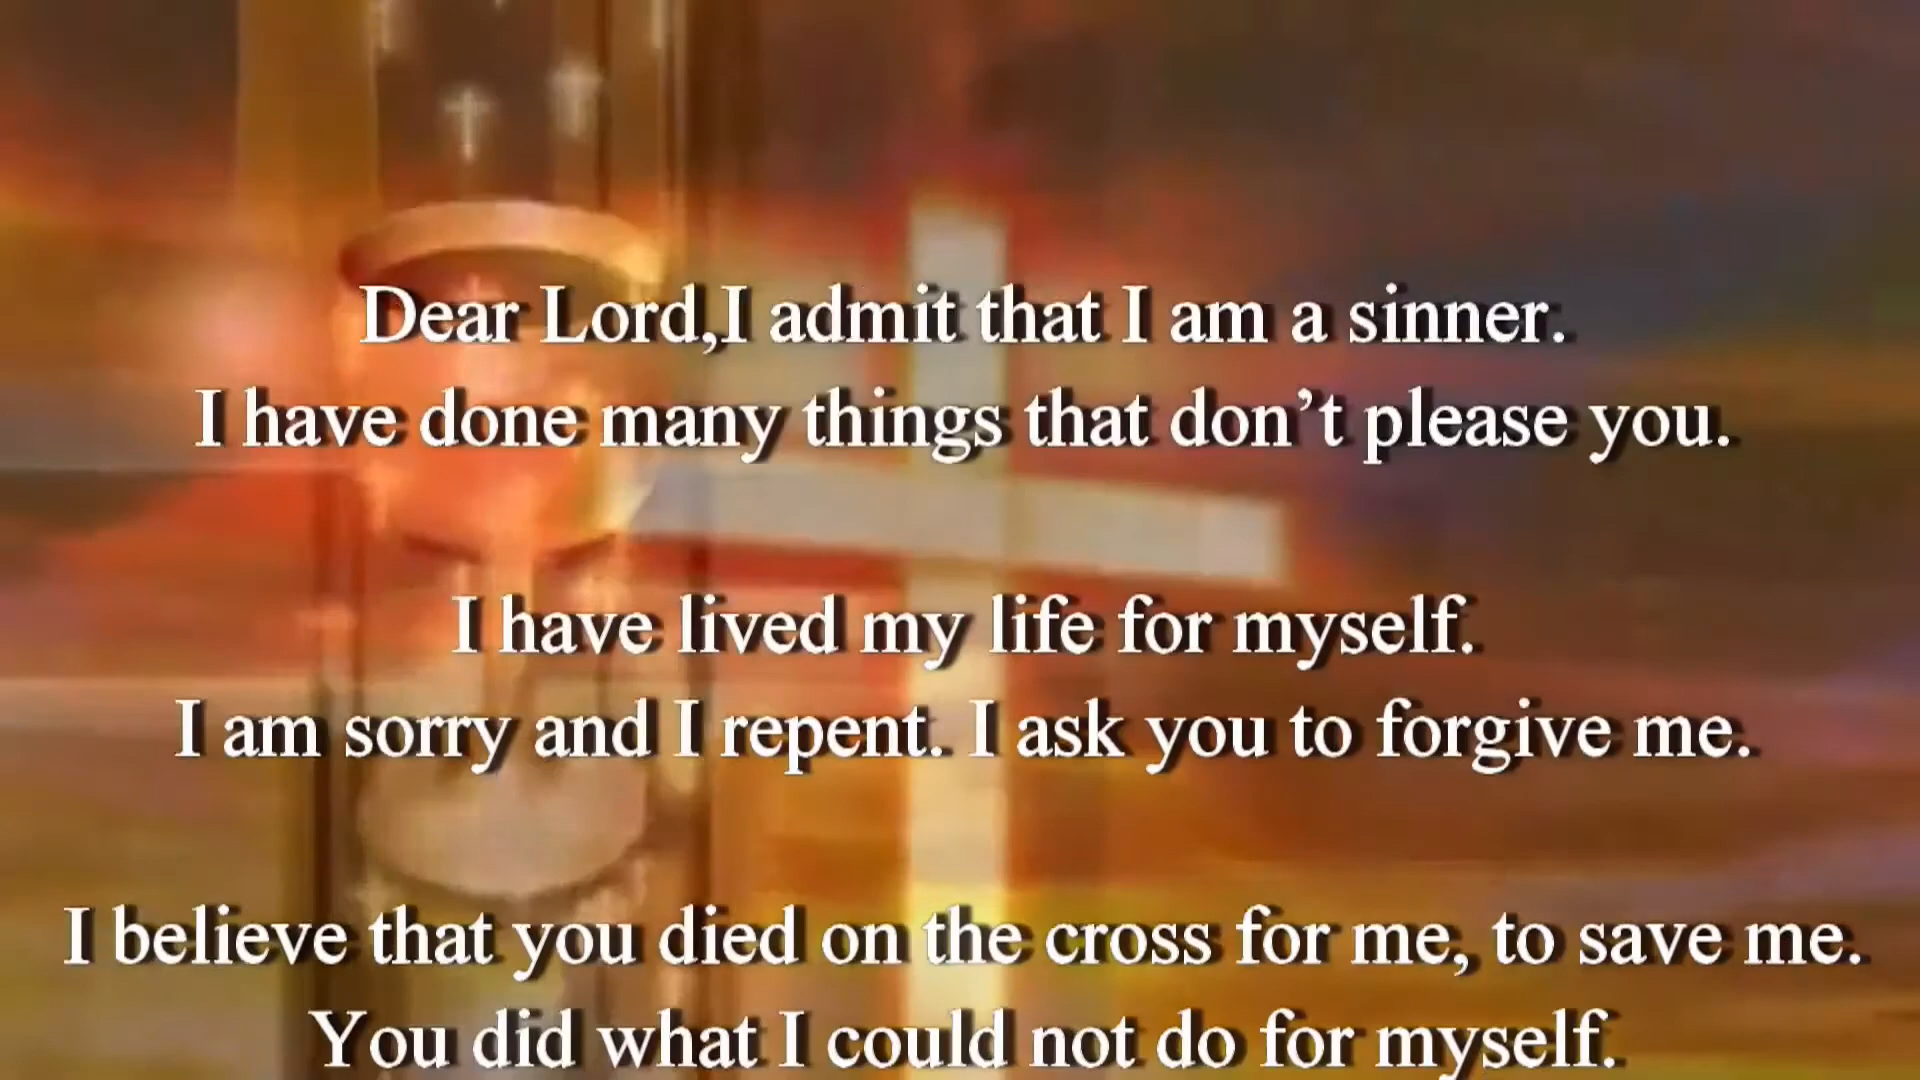 Dear Lord,I admit that I am a sinner.
I have done many things that don’t please you.
I have lived my life for myself.
I am sorry and I repent. I ask you to forgive me.
I believe that you died on the cross for me, to save me.
You did what I could not do for myself.